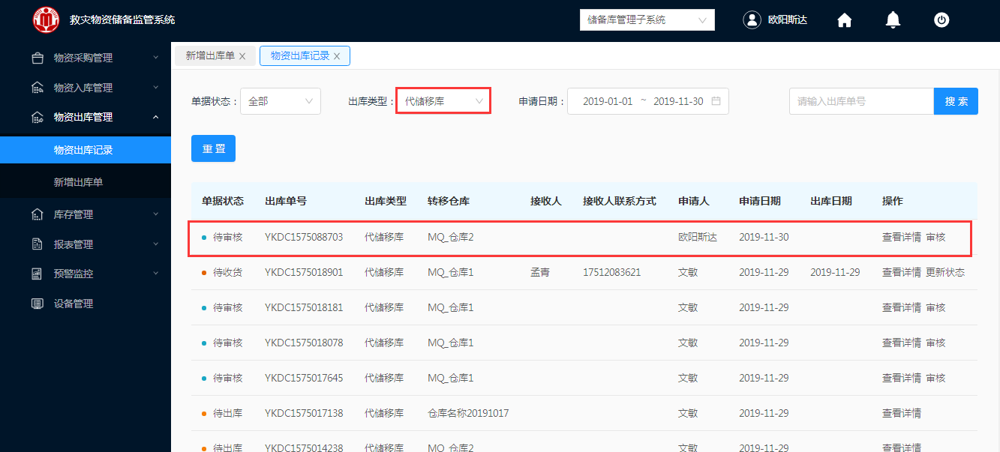 救灾物资储备监管系统
储备库管理子系统
欧阳斯达
物资采购管理
物资入库管理
物资出库管理
物资出库记录
新增出库单
库存管理
报表管理
预警监控
设备管理
新增出库单
物资出库记录
单据状态： 全部 出库类型： 代储移库 申请日期： 2019-01-01 ~ 2019-11-30 请输入出库单号 搜索
重置
单据状态 出库单号 出库类型 转移仓库 接收人 接收人联系方式 申请人 申请日期 出库日期 操作
待审核 YKDC1575088703 代储移库 MQ_仓库2 欧阳斯达 2019-11-30 查看详情 审核
待收货 YKDC1575018901 代储移库 MQ_仓库1 孟青 17512083621 文敏 2019-11-29 2019-11-29 查看详情 更新状态
待审核 YKDC1575018181 代储移库 MQ_仓库1 文敏 2019-11-29 查看详情 审核
待审核 YKDC1575018078 代储移库 MQ_仓库1 文敏 2019-11-29 查看详情 审核
待审核 YKDC1575017645 代储移库 MQ_仓库1 文敏 2019-11-29 查看详情 审核
待出库 YKDC1575017138 代储移库 仓库名称20191017 文敏 2019-11-29 查看详情
待出库 YKDC1575014238 代储移库 MQ_仓库2 文敏 2019-11-29 查看详情